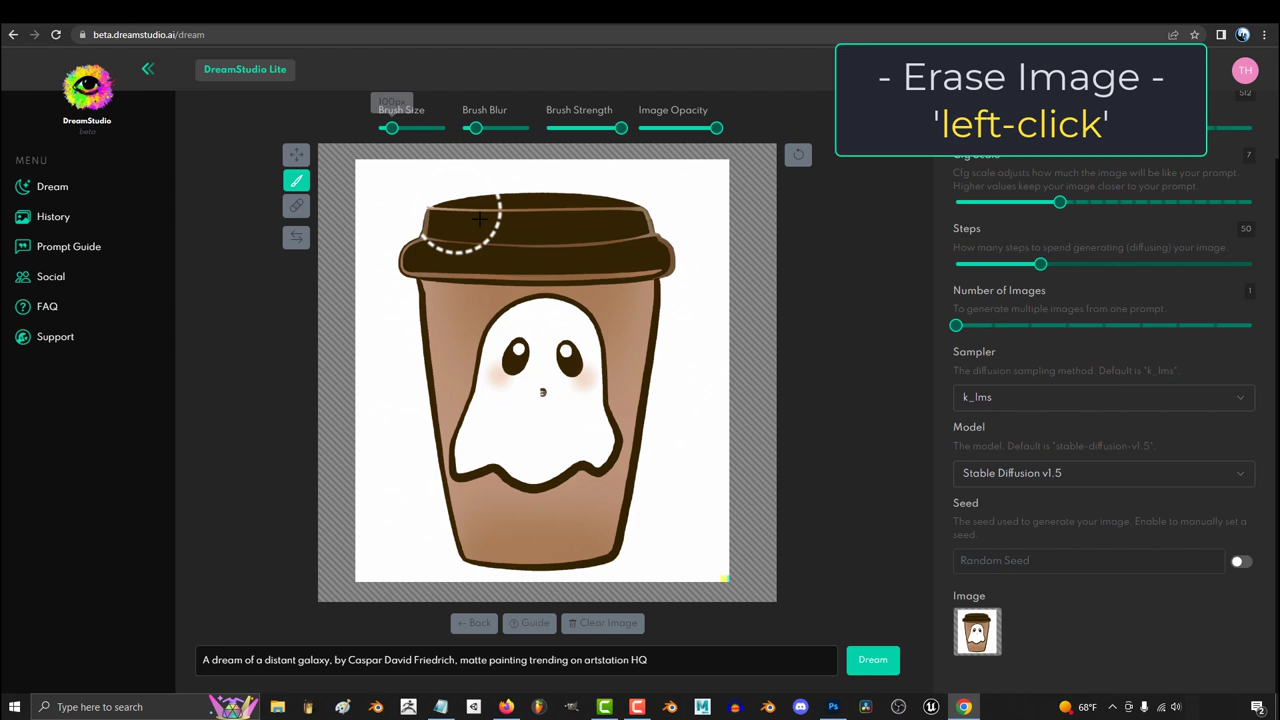 beta.dreamstudio.ai/dream
DreamStudio
beta
DreamStudio Lite
- Erase Image -
'left-click'
TH
512
MENU
Dream
History
Prompt Guide
Social
FAQ
Support
100px
Brush Size
Brush Blur
Brush Strength
Image Opacity
Cfg Scale
7
Cfg scale adjusts how much the image will be like your prompt.
Higher values keep your image closer to your prompt.
Steps
50
How many steps to spend generating (diffusing) your image.
Number of Images
1
To generate multiple images from one prompt.
Sampler
The diffusion sampling method. Default is "k_lms".
k_lms
Model
The model. Default is "stable-diffusion-v1.5".
Stable Diffusion v1.5
Seed
The seed used to generate your image. Enable to manually set a
seed.
Random Seed
Image
← Back
Guide
Clear Image
A dream of a distant galaxy, by Caspar David Friedrich, matte painting trending on artstation HQ
Dream
Type here to search
68°F